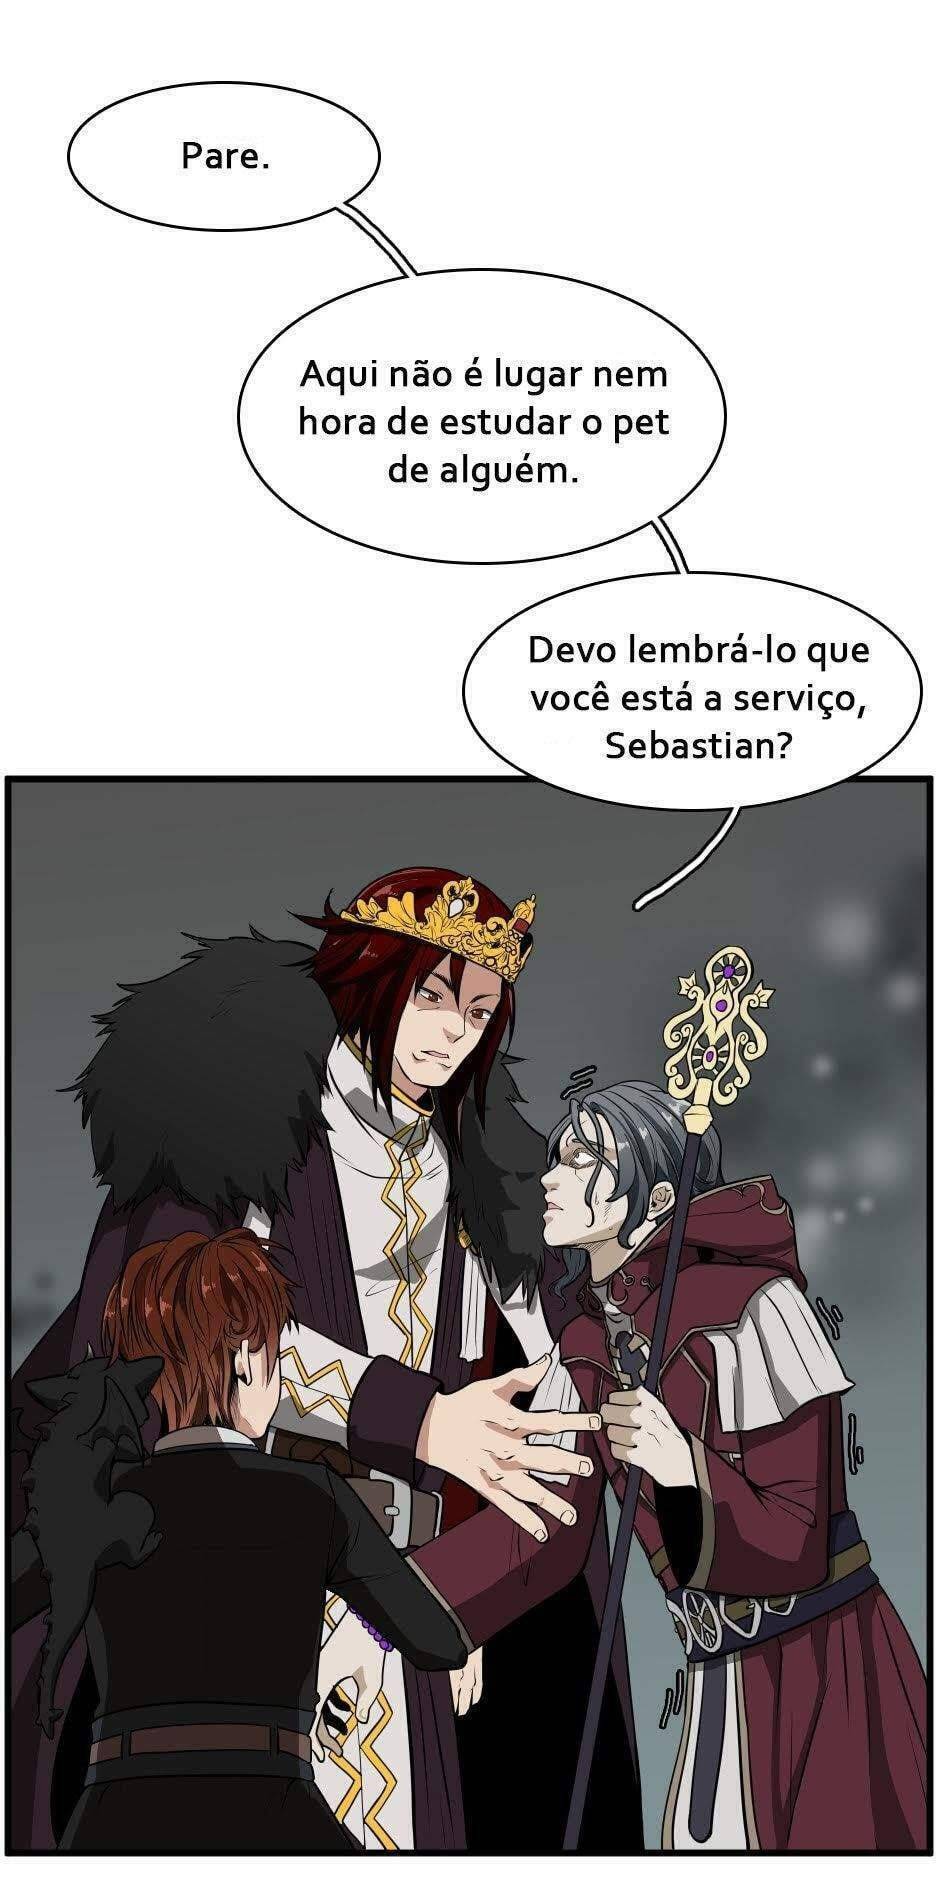 Pare.
Aqui não é lugar nem
hora de estudar o pet
de alguém.
Devo lembrá-lo que
você está a serviço,
Sebastian?